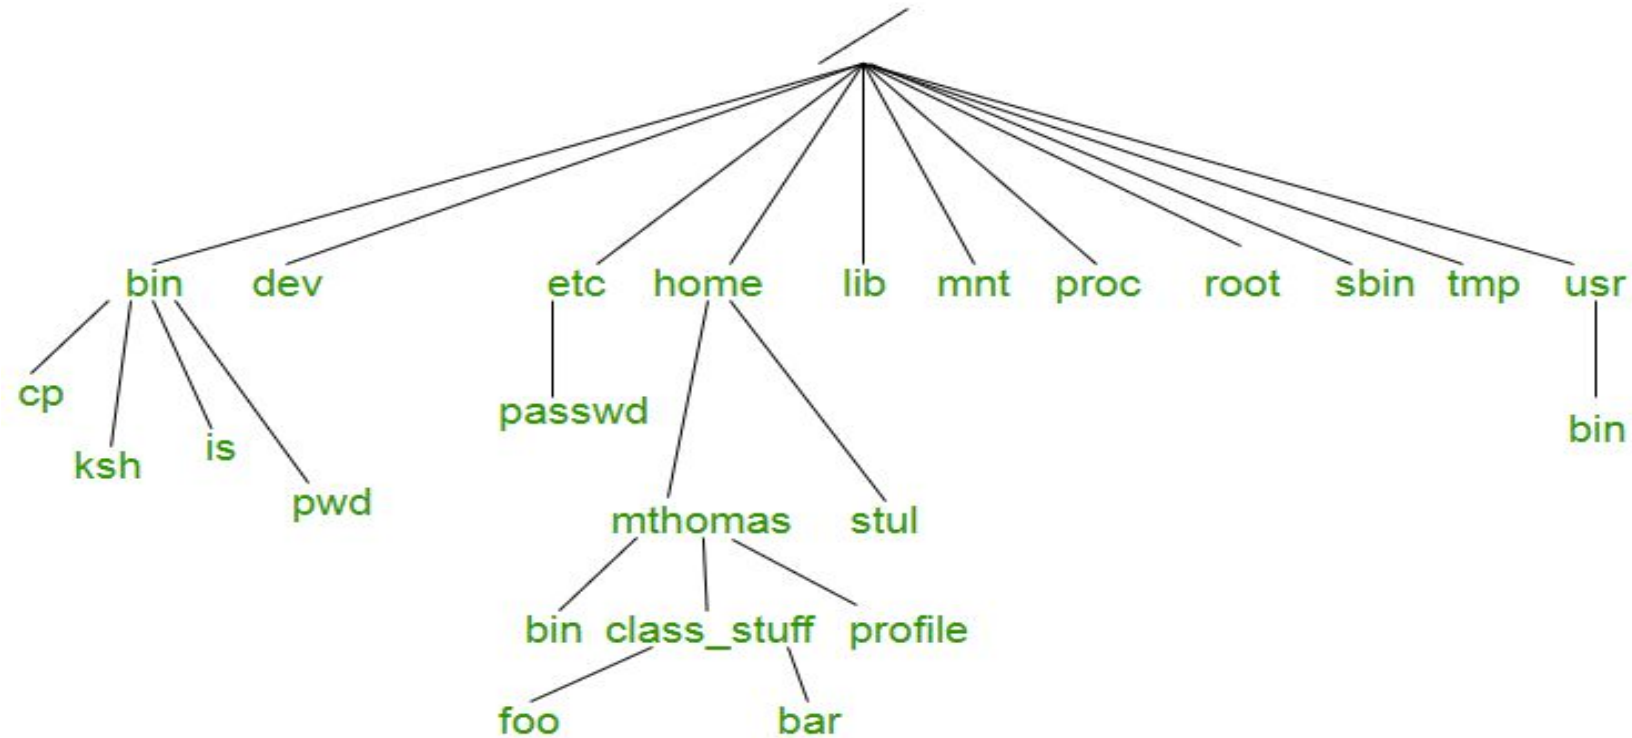 /
bin dev etc home lib mnt proc root sbin tmp usr
cp
passwd
bin
ksh
is
pwd
mthomas stul
bin class_stuff profile
foo bar